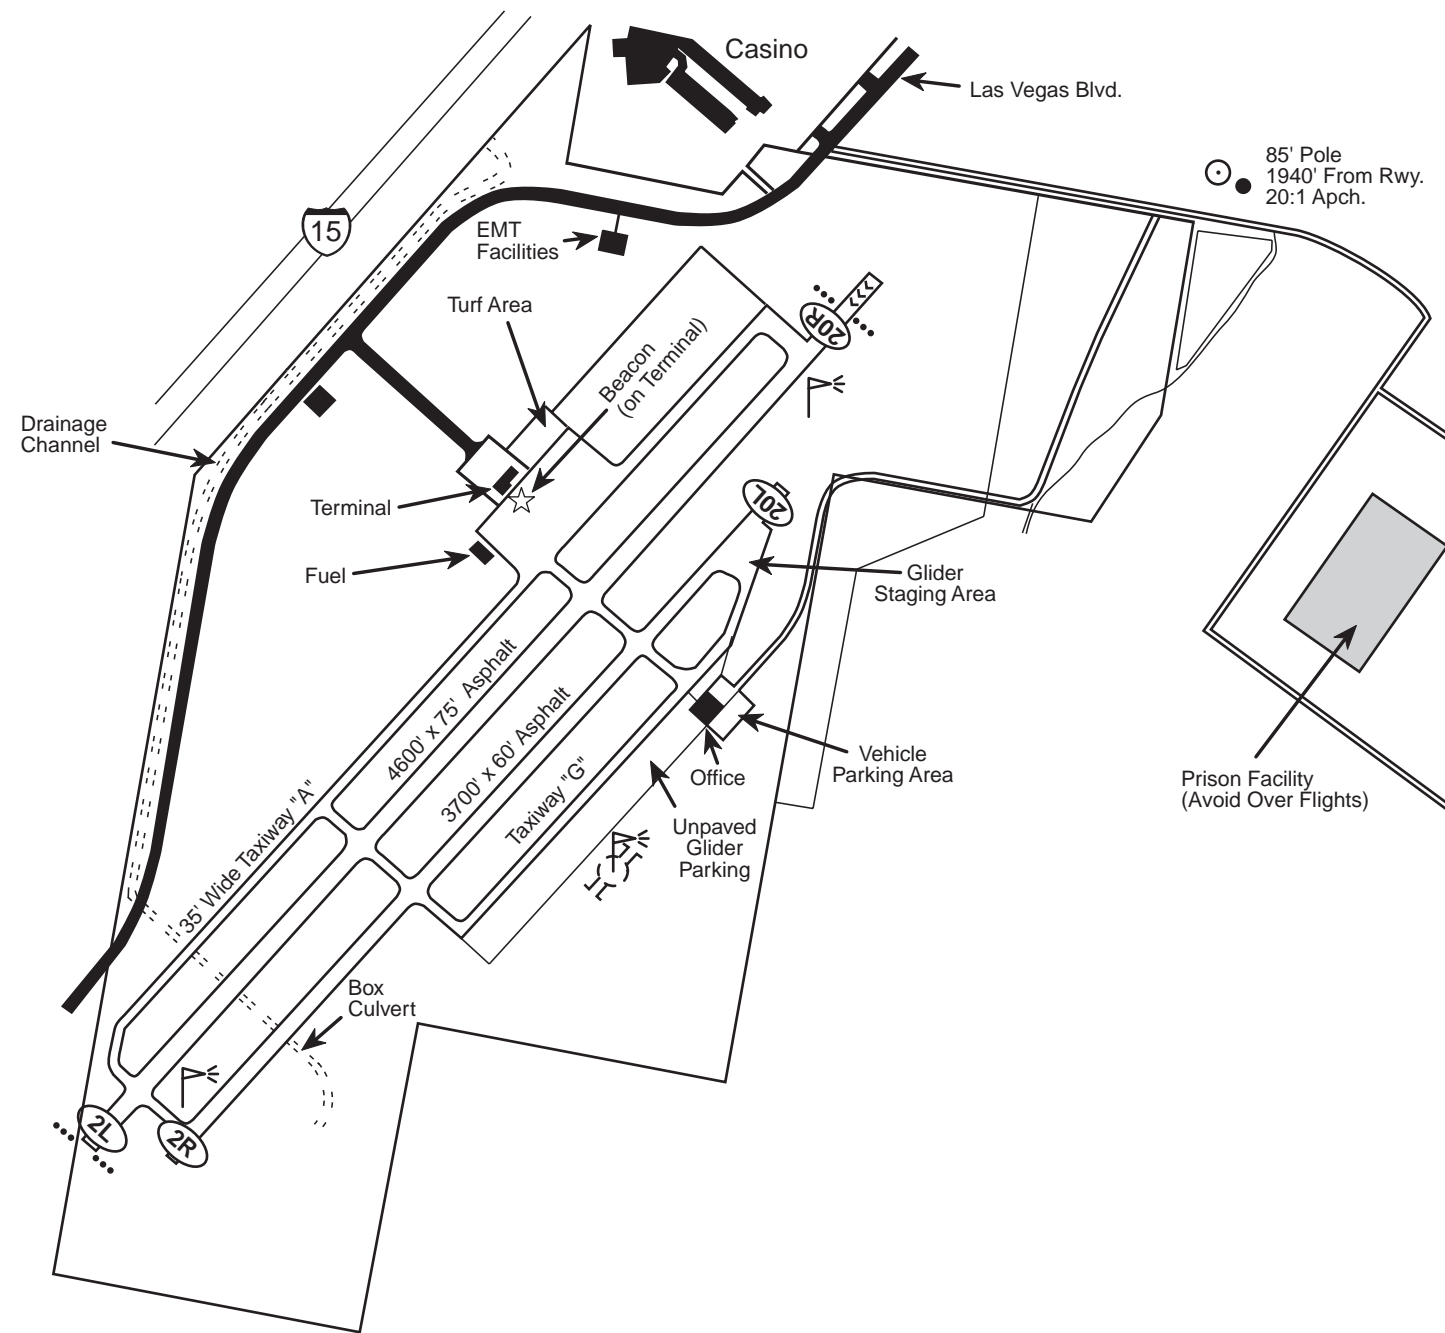 Casino
Las Vegas Blvd.
85' Pole
1940' From Rwy.
20:1 Apch.
15
EMT
Facilities
Turf Area
20R
Beacon
(on Terminal)
Drainage
Channel
Terminal
20L
Fuel
Glider
Staging Area
4600' x 75' Asphalt
3700' x 60' Asphalt
Taxiway "G"
35' Wide Taxiway "A"
Office
Vehicle
Parking Area
Prison Facility
(Avoid Over Flights)
Unpaved
Glider
Parking
Box
Culvert
2L
2R